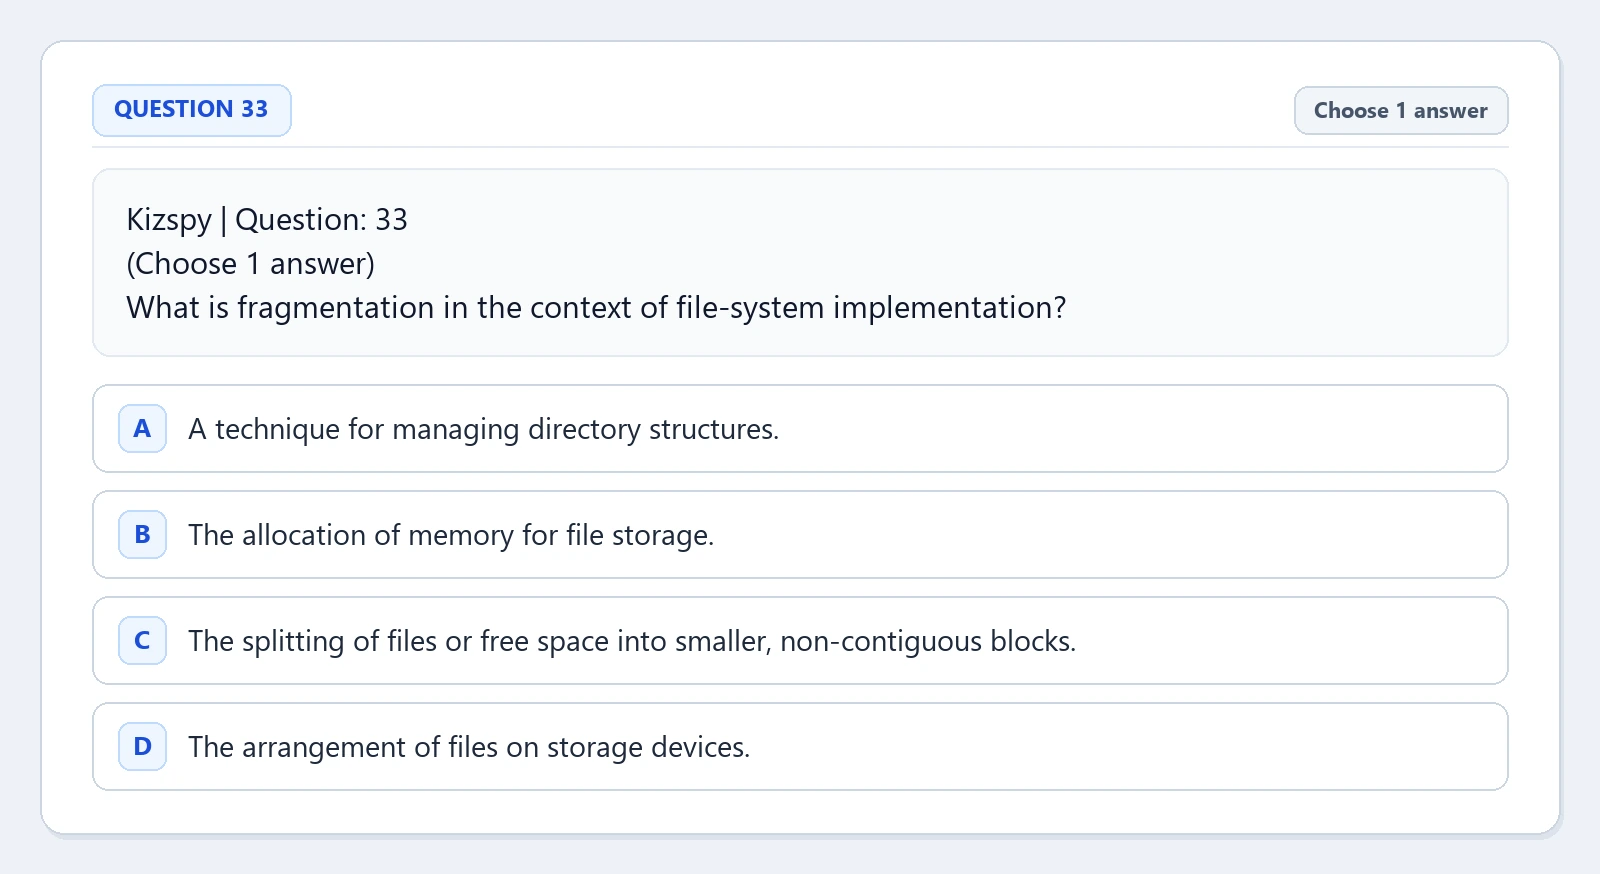 QUESTION 33
Choose 1 answer
Kizspy | Question: 33
(Choose 1 answer)
What is fragmentation in the context of file-system implementation?
A A technique for managing directory structures.
B The allocation of memory for file storage.
C The splitting of files or free space into smaller, non-contiguous blocks.
D The arrangement of files on storage devices.